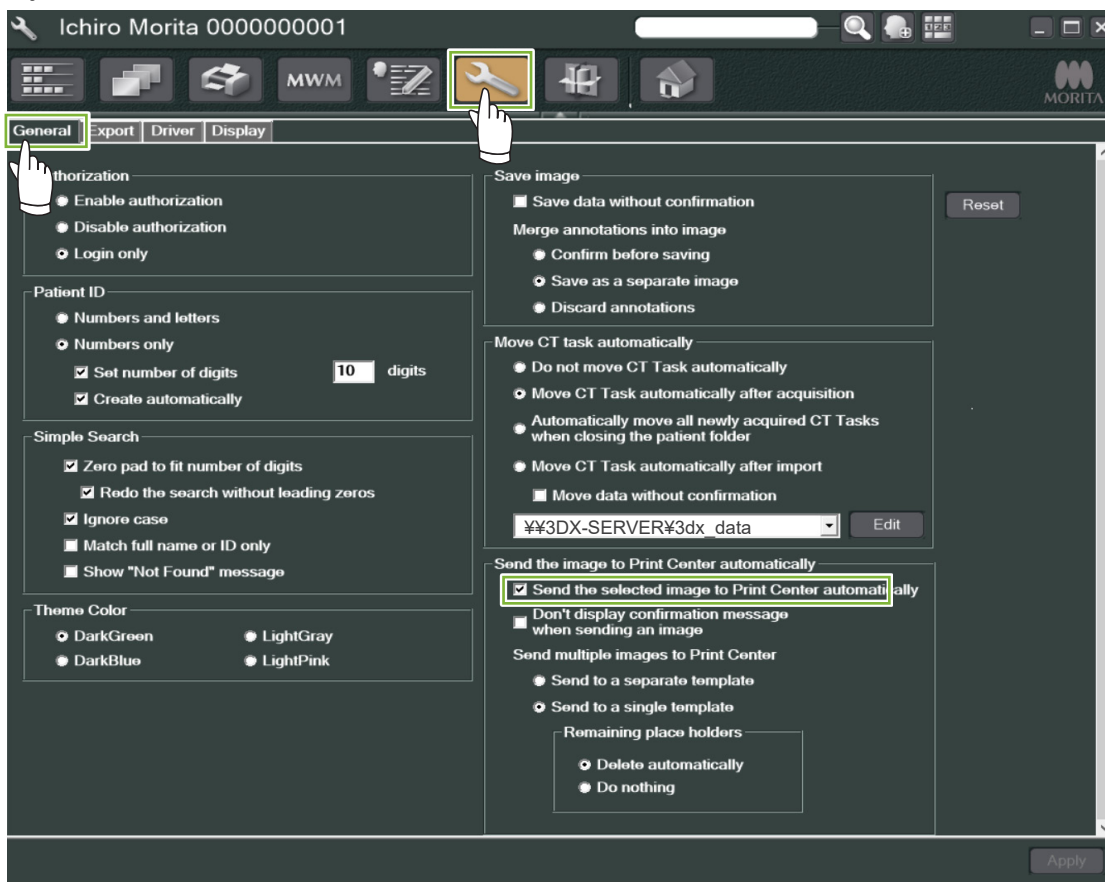 Ichiro Morita 0000000001
MWM
MORITA
General Export Driver Display
thorization
Enable authorization
Disable authorization
Login only
Patient ID
Numbers and letters
Numbers only
Set number of digits 10 digits
Create automatically
Simple Search
Zero pad to fit number of digits
Redo the search without leading zeros
Ignore case
Match full name or ID only
Show "Not Found" message
Theme Color
DarkGreen LightGray
DarkBlue LightPink
Save image
Save data without confirmation
Merge annotations into image
Confirm before saving
Save as a separate image
Discard annotations
Reset
Move CT task automatically
Do not move CT Task automatically
Move CT Task automatically after acquisition
Automatically move all newly acquired CT Tasks
when closing the patient folder
Move CT Task automatically after import
Move data without confirmation
¥¥3DX-SERVER¥3dx_data Edit
Send the image to Print Center automatically
Send the selected image to Print Center automatically
Don't display confirmation message
when sending an image
Send multiple images to Print Center
Send to a separate template
Send to a single template
Remaining place holders
Delete automatically
Do nothing
Apply